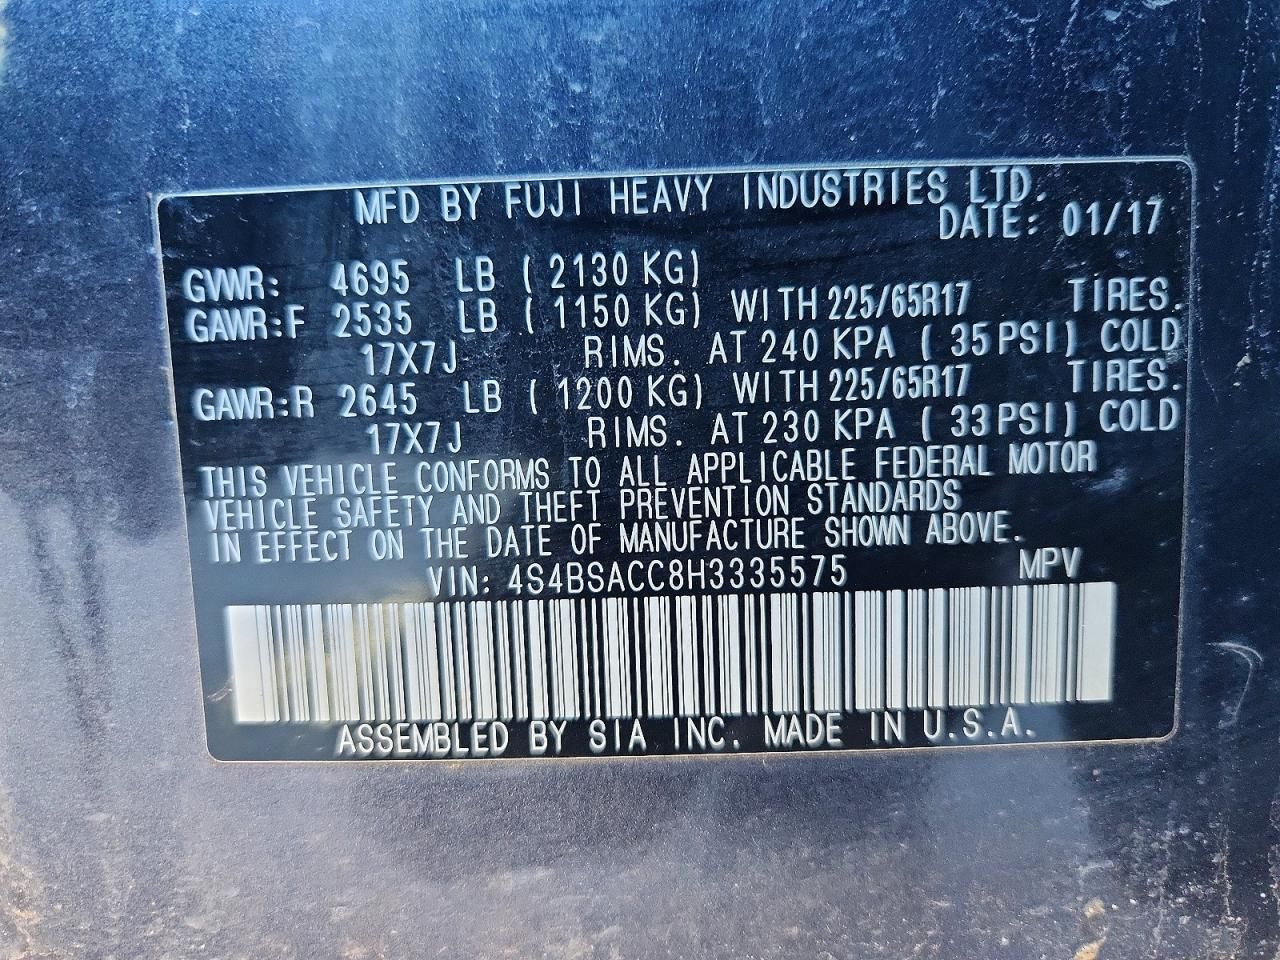 MFD BY FUJI HEAVY INDUSTRIES LTD.
DATE: 01/17
GVWR: 4695 LB ( 2130 KG)
GAWR:F 2535 LB ( 1150 KG) WITH 225/65R17 TIRES.
17X7J RIMS. AT 240 KPA ( 35 PSI) COLD
GAWR:R 2645 LB ( 1200 KG) WITH 225/65R17 TIRES.
17X7J RIMS. AT 230 KPA ( 33 PSI) COLD
THIS VEHICLE CONFORMS TO ALL APPLICABLE FEDERAL MOTOR
VEHICLE SAFETY AND THEFT PREVENTION STANDARDS
IN EFFECT ON THE DATE OF MANUFACTURE SHOWN ABOVE.
VIN: 4S4BSACC8H3335575 MPV
ASSEMBLED BY SIA INC. MADE IN U.S.A.